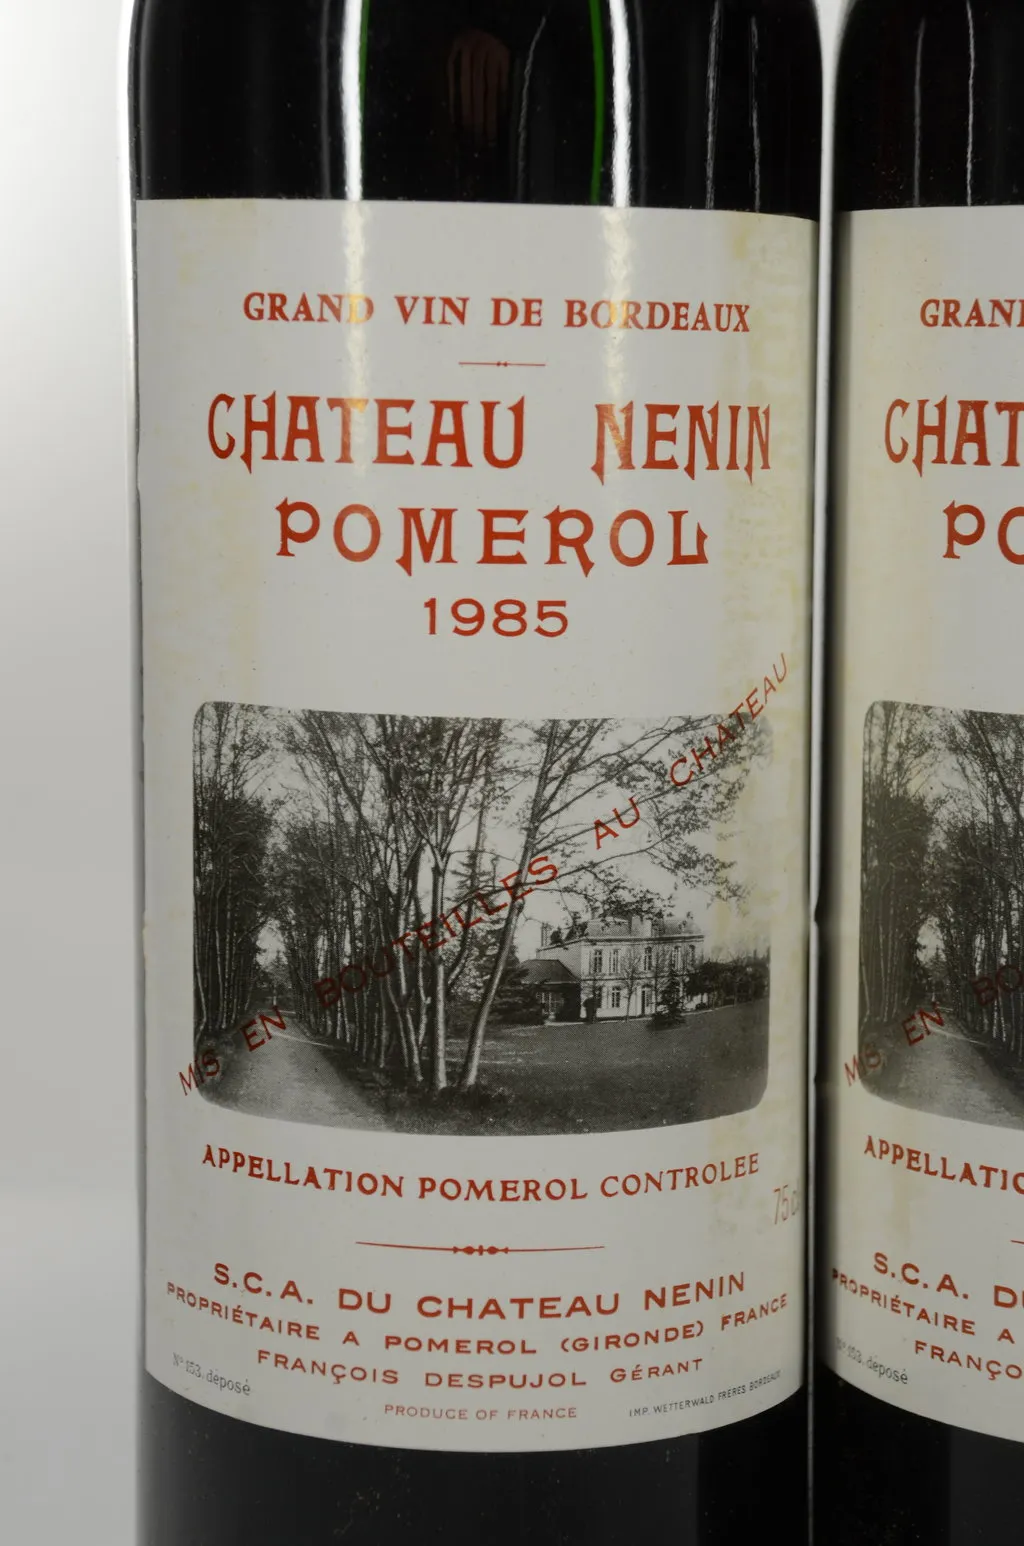 GRAND VIN DE BORDEAUX
CHATEAU NENIN
POMEROL
1985
MIS EN BOUTEILLES AU CHATEAU
APPELLATION POMEROL CONTROLEE
75 c
S.C.A. DU CHATEAU NENIN
PROPRIÉTAIRE A POMEROL (GIRONDE) FRANCE
FRANÇOIS DESPUJOL GÉRANT
Nº 153. déposé
PRODUCE OF FRANCE
IMP. WETTERWALD FRERES BORDEAUX
GRAN
CHAT
PO
MIS EN BO
APPELLATIO
S.C.A. D
PROPRIÉTAIRE A
FRANÇO
Nº 153. déposé